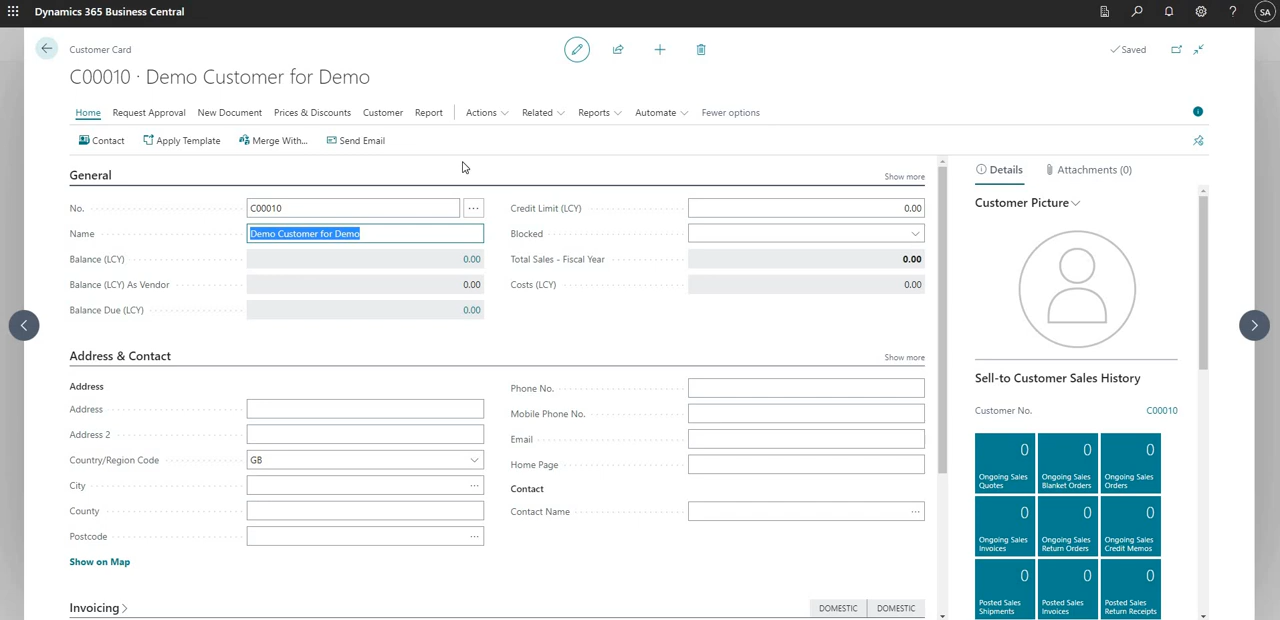 Dynamics 365 Business Central
?
SA
Customer Card
Saved
C00010 · Demo Customer for Demo
Home Request Approval New Document Prices & Discounts Customer Report Actions Related Reports Automate Fewer options
Contact Apply Template Merge With... Send Email
General Show more
No. C00010 ...
Name Demo Customer for Demo
Balance (LCY) 0.00
Balance (LCY) As Vendor 0.00
Balance Due (LCY) 0.00
Credit Limit (LCY) 0.00
Blocked
Total Sales - Fiscal Year 0.00
Costs (LCY) 0.00
Address & Contact Show more
Address
Address
Address 2
Country/Region Code GB
City ...
County
Postcode ...
Show on Map
Phone No.
Mobile Phone No.
Email
Home Page
Contact
Contact Name ...
Invoicing DOMESTIC DOMESTIC
Details Attachments (0)
Customer Picture
Sell-to Customer Sales History
Customer No. C00010
0
Ongoing Sales
Quotes
0
Ongoing Sales
Blanket Orders
0
Ongoing Sales
Orders
0
Ongoing Sales
Invoices
0
Ongoing Sales
Return Orders
0
Ongoing Sales
Credit Memos
0
Posted Sales
Shipments
0
Posted Sales
Invoices
0
Posted Sales
Return Receipts